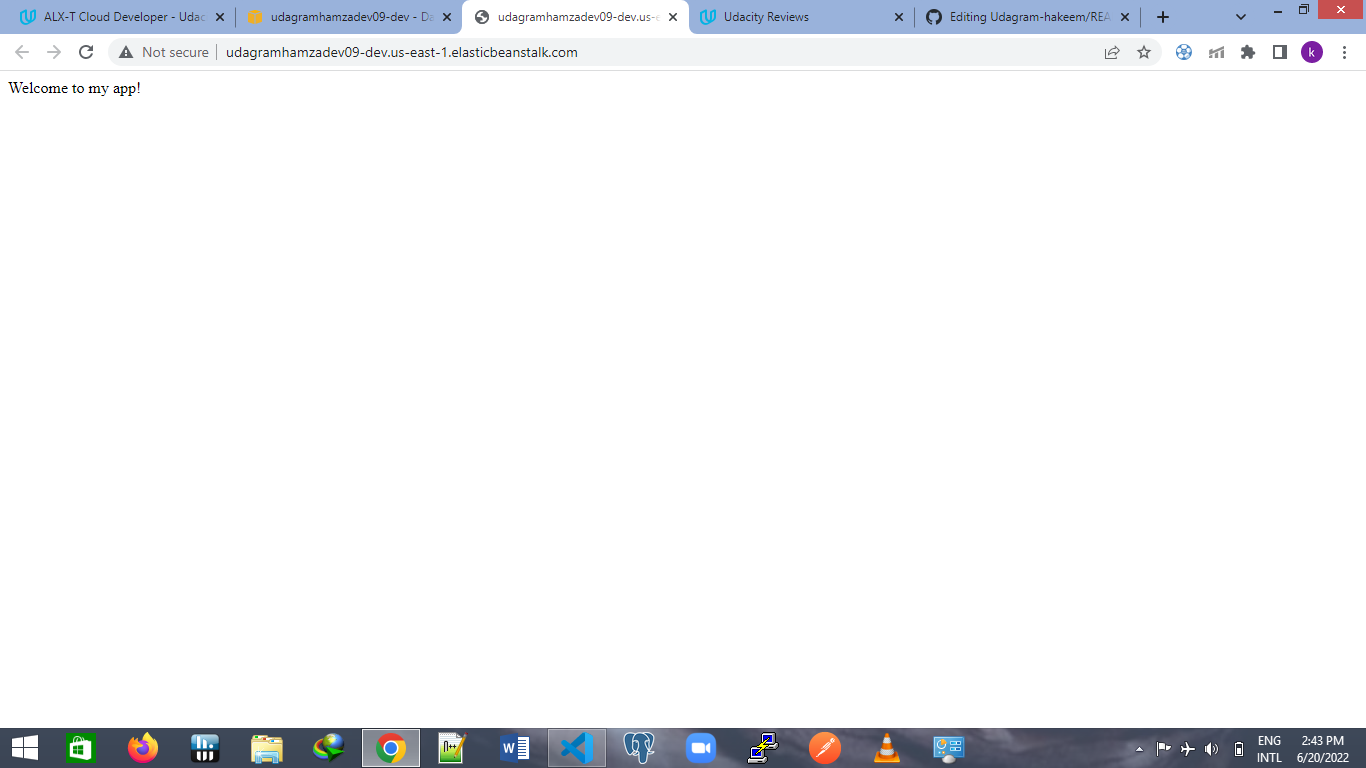 ALX-T Cloud Developer - Udac
udagramhamzadev09-dev - Da
udagramhamzadev09-dev.us-e
Udacity Reviews
Editing Udagram-hakeem/REA
Not secure
udagramhamzadev09-dev.us-east-1.elasticbeanstalk.com
k
Welcome to my app!
ENG
INTL
2:43 PM
6/20/2022